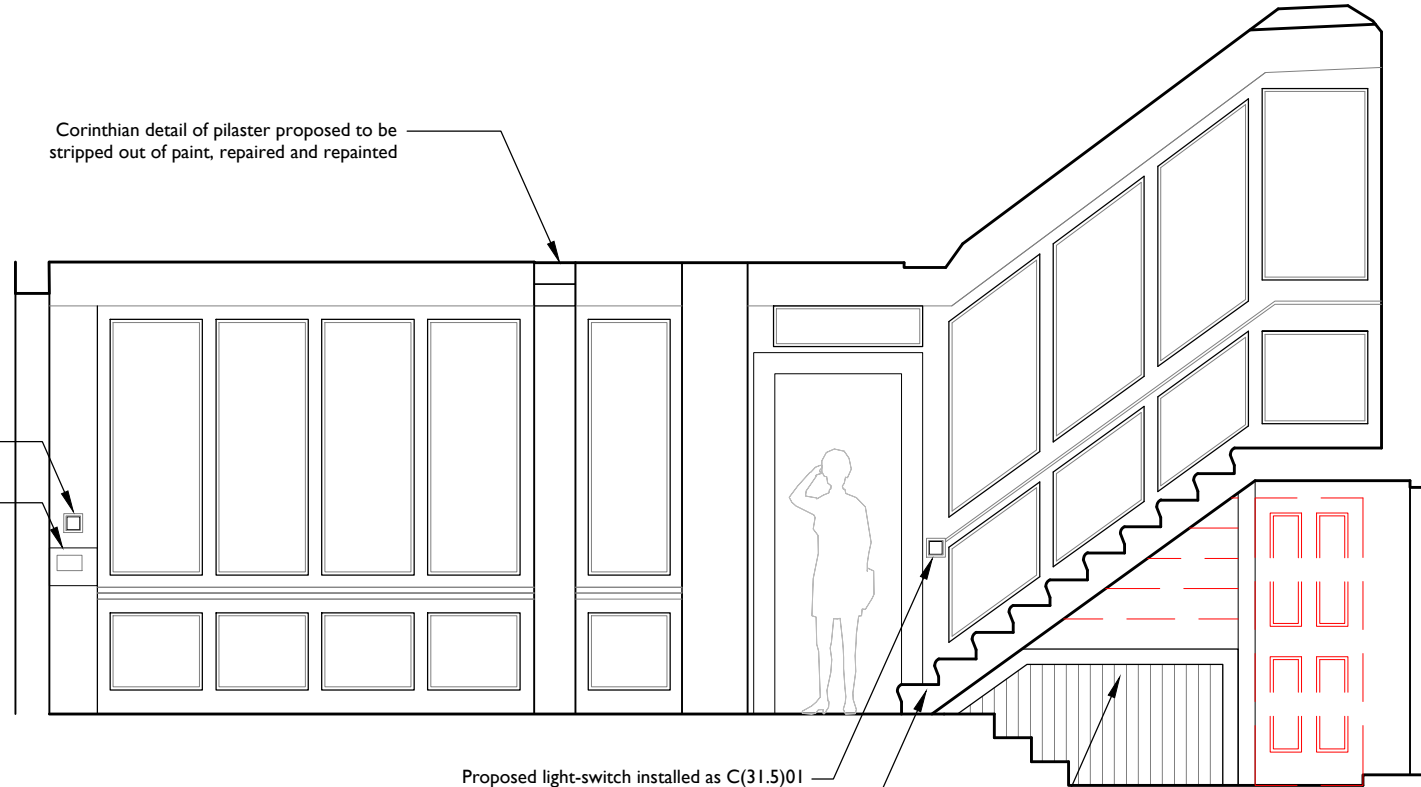 Corinthian detail of pilaster proposed to be
stripped out of paint, repaired and repainted
Proposed light-switch installed as C(31.5)01